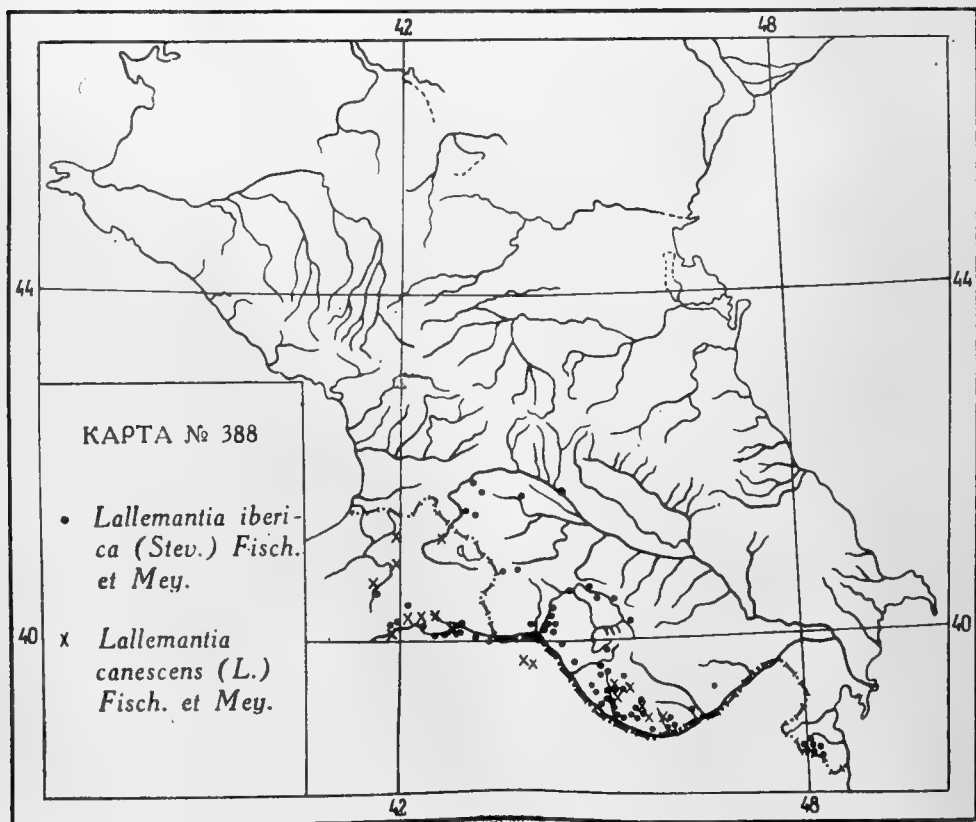 42 48
44 44
КАРТА № 388
• Lallemantia iberi-
ca (Stev.) Fisch.
et Mey.
40 40
x Lallemantia
canescens (L.)
Fisch. et Mey.
42 48